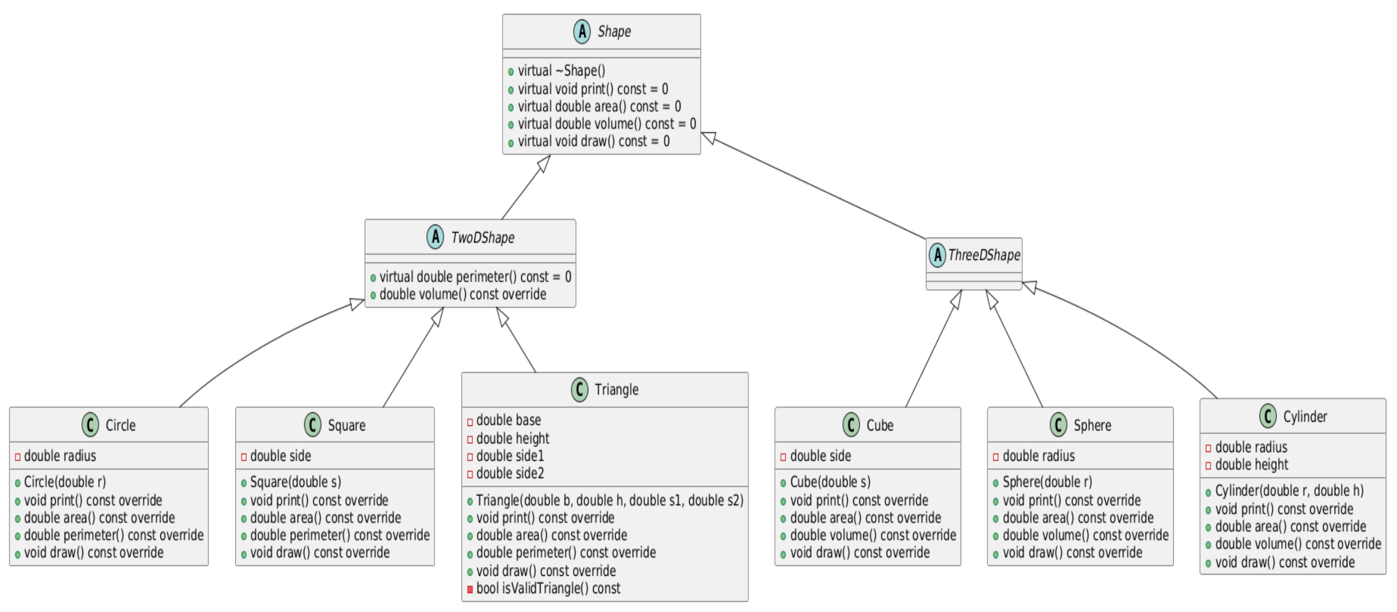 A Shape
virtual ~Shape()
virtual void print() const = 0
virtual double area() const = 0
virtual double volume() const = 0
virtual void draw() const = 0
A TwoDShape
virtual double perimeter() const = 0
double volume() const override
A ThreeDShape
C Circle
double radius
Circle(double r)
void print() const override
double area() const override
double perimeter() const override
void draw() const override
C Square
double side
Square(double s)
void print() const override
double area() const override
double perimeter() const override
void draw() const override
C Triangle
double base
double height
double side1
double side2
Triangle(double b, double h, double s1, double s2)
void print() const override
double area() const override
double perimeter() const override
void draw() const override
bool isValidTriangle() const
C Cube
double side
Cube(double s)
void print() const override
double area() const override
double volume() const override
void draw() const override
C Sphere
double radius
Sphere(double r)
void print() const override
double area() const override
double volume() const override
void draw() const override
C Cylinder
double radius
double height
Cylinder(double r, double h)
void print() const override
double area() const override
double volume() const override
void draw() const override